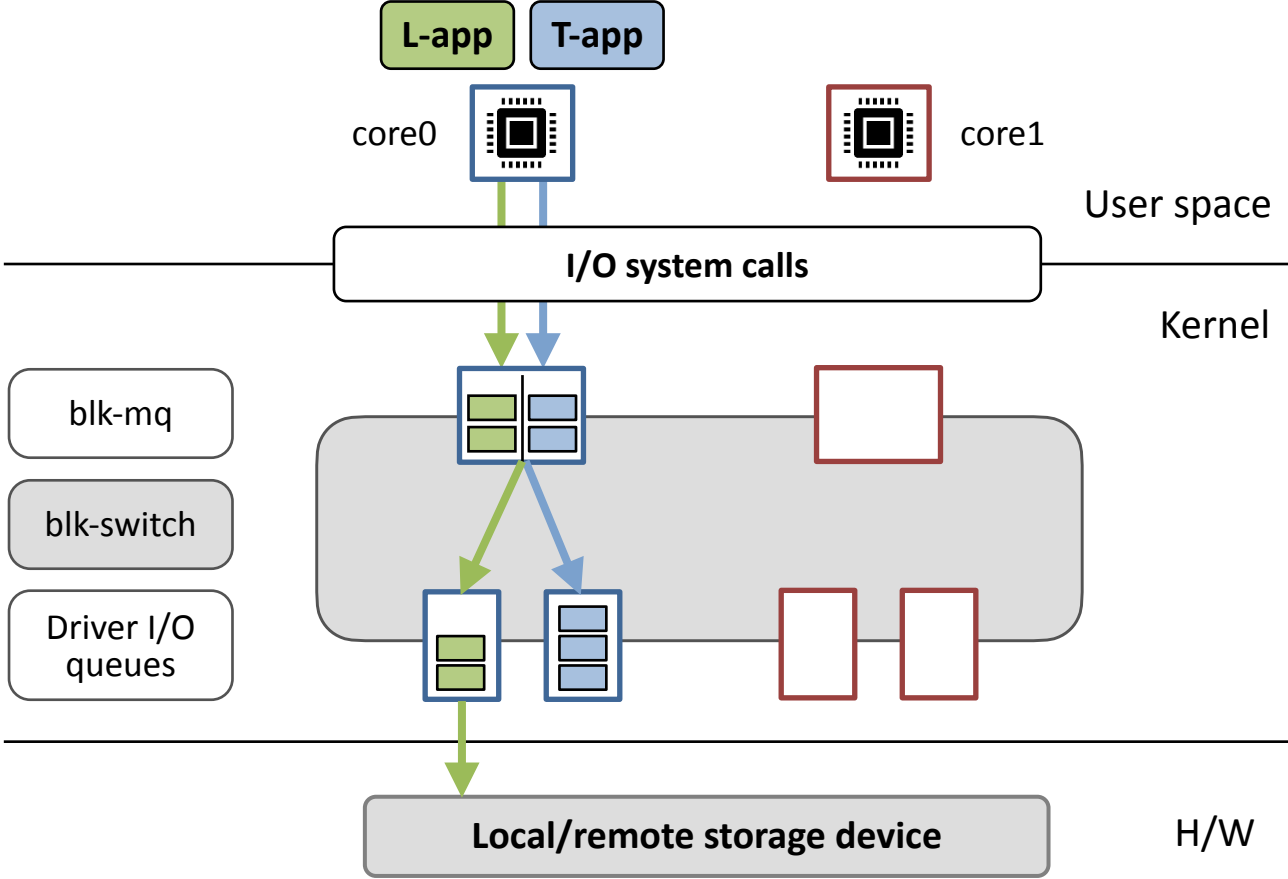 L-app
T-app
core0
core1
User space
I/O system calls
Kernel
blk-mq
blk-switch
Driver I/O
queues
Local/remote storage device
H/W